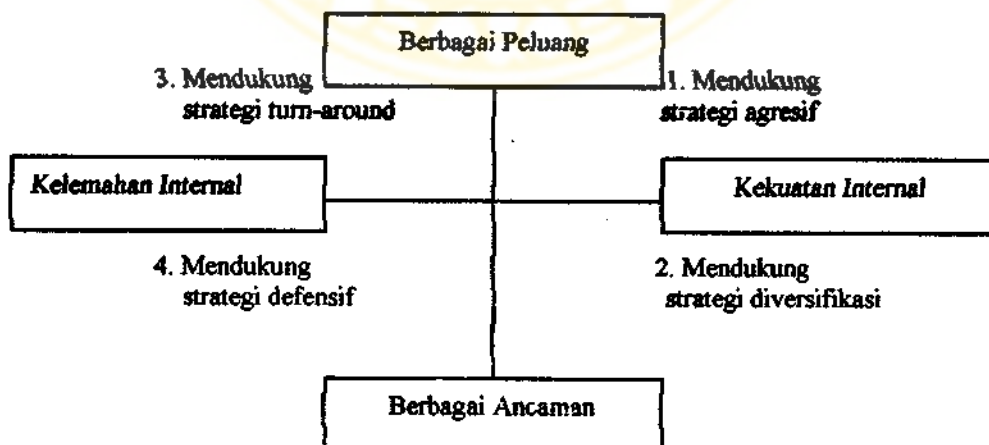 Berbagai Peluang
3. Mendukung
strategi turn-around
1. Mendukung
strategi agresif
Kelemahan Internal
Kekuatan Internal
4. Mendukung
strategi defensif
2. Mendukung
strategi diversifikasi
Berbagai Ancaman